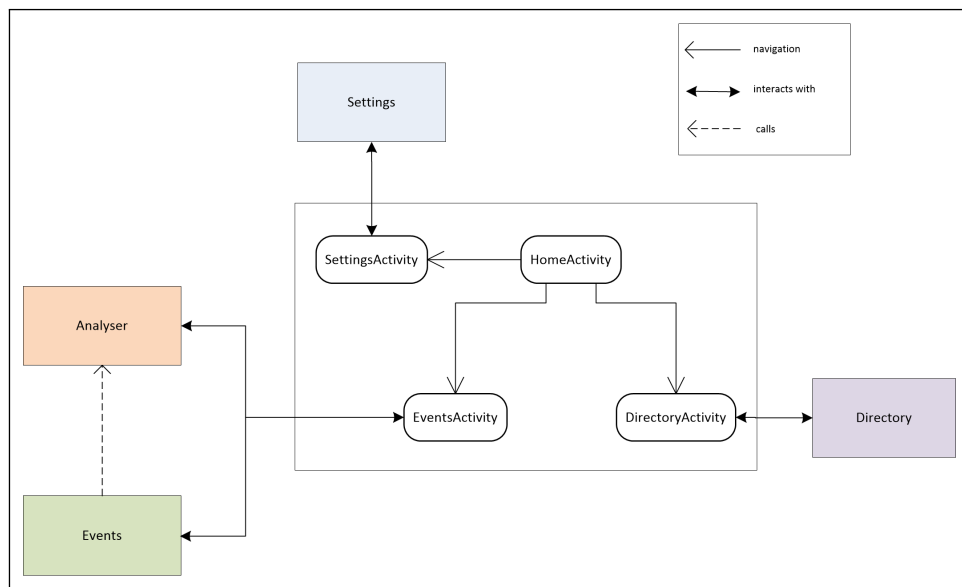 navigation
Settings
interacts with
calls
SettingsActivity
HomeActivity
Analyser
EventsActivity
DirectoryActivity
Directory
Events